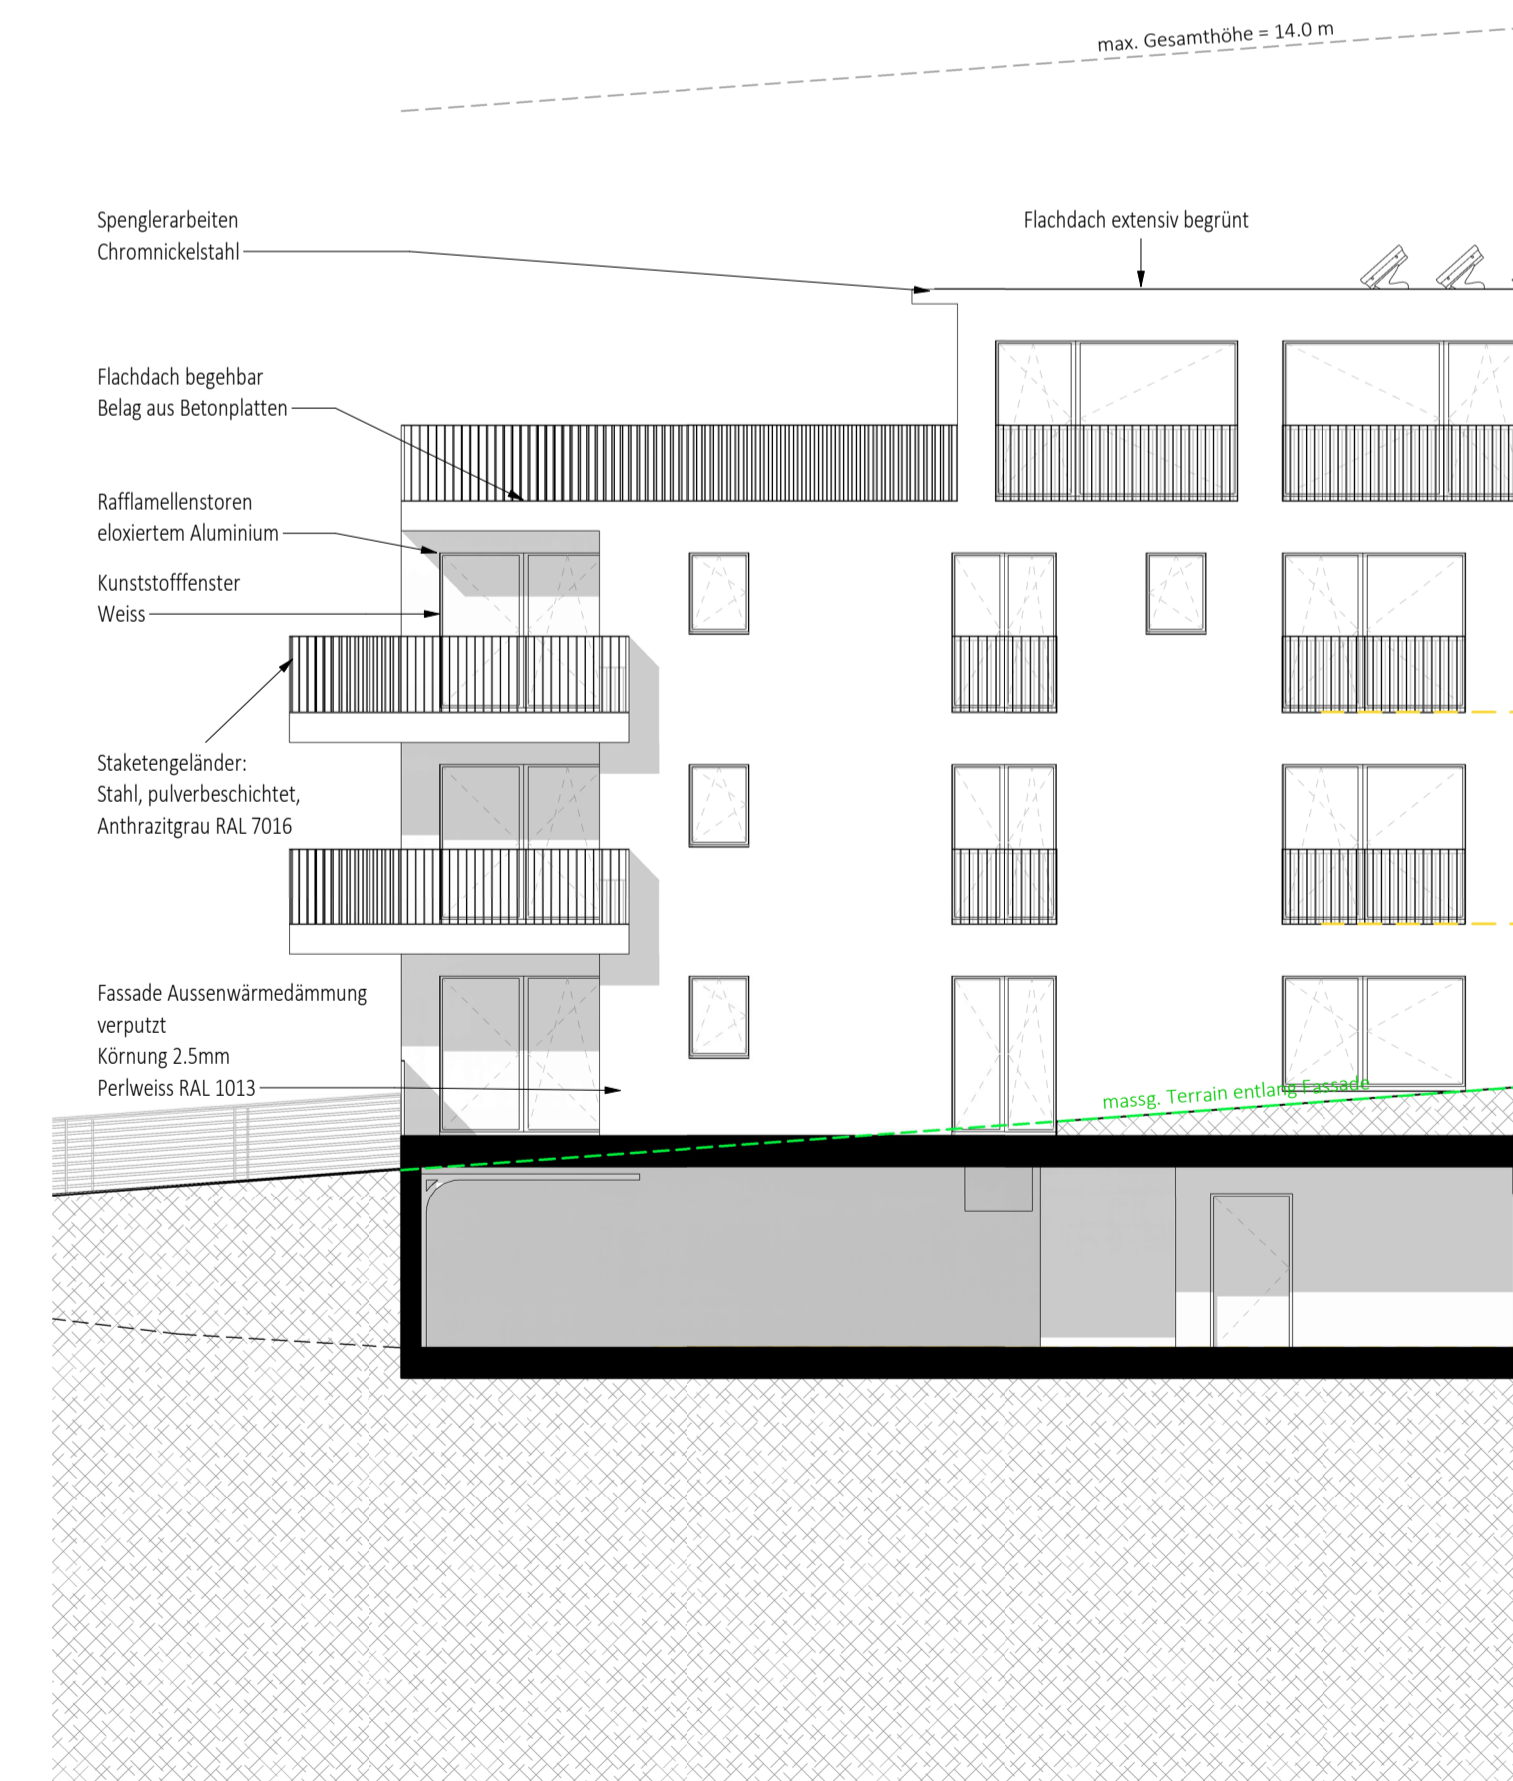 max. Gesamthöhe = 14.0 m
Spenglerarbeiten
Chromnickelstahl
Flachdach extensiv begrünt
Flachdach begehbar
Belag aus Betonplatten
Rafflamellenstoren
eloxiertem Aluminium
Kunststofffenster
Weiss
Staketengeländer:
Stahl, pulverbeschichtet,
Anthrazitgrau RAL 7016
Fassade Aussenwärmedämmung
verputzt
Körnung 2.5mm
Perlweiss RAL 1013
massg. Terrain entlang Fassade